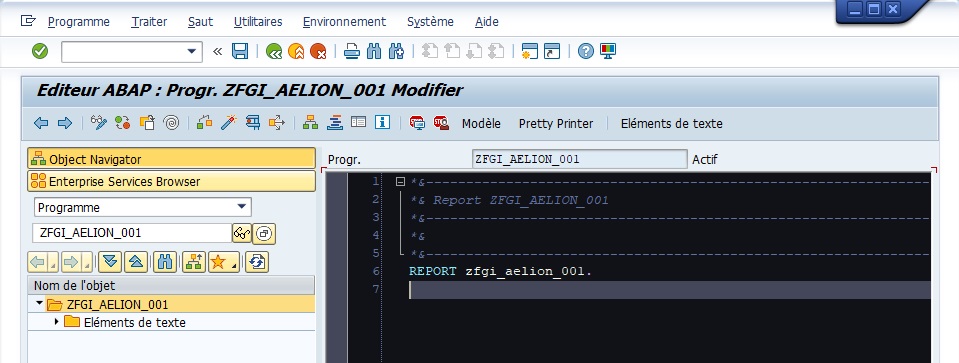 Programme Traiter Saut Utilitaires Environnement Système Aide
Editeur ABAP : Progr. ZFGI_AELION_001 Modifier
Modèle Pretty Printer Eléments de texte
Object Navigator
Enterprise Services Browser
Programme
ZFGI_AELION_001
Nom de l'objet
ZFGI_AELION_001
Eléments de texte
Progr. ZFGI_AELION_001 Actif
1 *&---------------------------------------------------------------------
2 *& Report ZFGI_AELION_001
3 *&---------------------------------------------------------------------
4 *&
5 *&---------------------------------------------------------------------
6 REPORT zfgi_aelion_001.
7